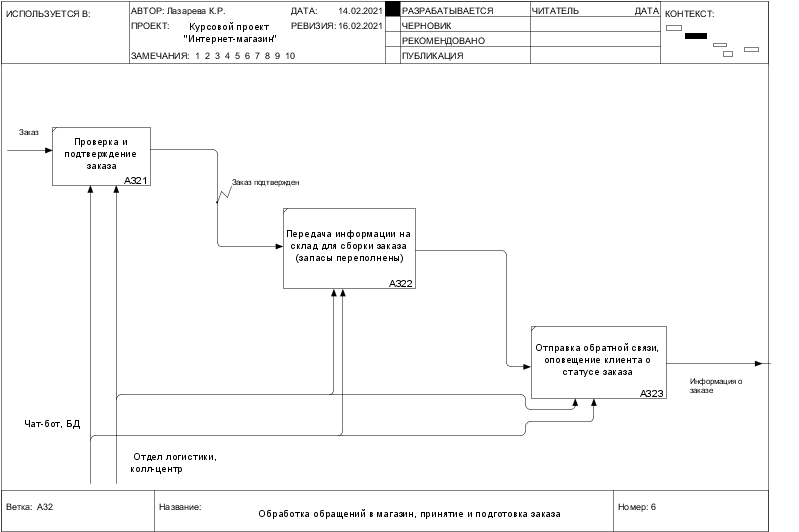 ИСПОЛЬЗУЕТСЯ В:
АВТОР: Лазарева К.Р.
ДАТА: 14.02.2021
РАЗРАБАТЫВАЕТСЯ
ЧИТАТЕЛЬ
ДАТА
КОНТЕКСТ:
ПРОЕКТ: Курсовой проект
"Интернет-магазин"
РЕВИЗИЯ: 16.02.2021
ЧЕРНОВИК
РЕКОМЕНДОВАНО
ЗАМЕЧАНИЯ: 1 2 3 4 5 6 7 8 9 10
ПУБЛИКАЦИЯ
Заказ
Проверка и
подтверждение
заказа
A321
Заказ подтвержден
Передача информации на
склад для сборки заказа
(запасы переполнены)
A322
Отправка обратной связи,
оповещение клиента о
статусе заказа
A323
Информация о
заказе
Чат-бот, БД
Отдел логистики,
колл-центр
Ветка: A32
Название:
Обработка обращений в магазин, принятие и подготовка заказа
Номер: 6